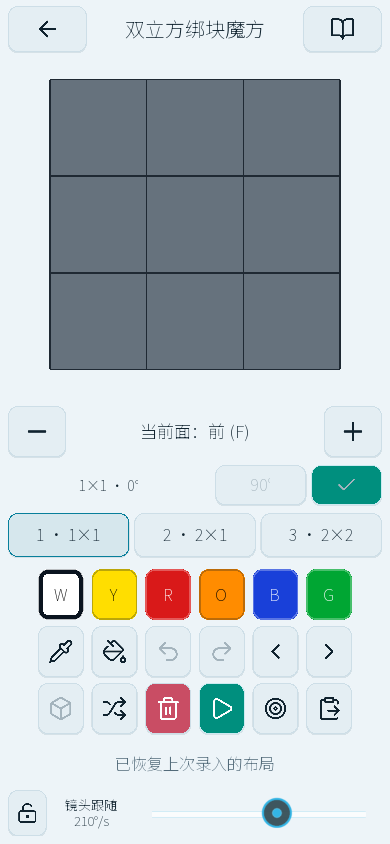 双立方绑块魔方
当前面：前 (F)
1×1 · 0°
90°
1 · 1×1
2 · 2×1
3 · 2×2
W
Y
R
O
B
G
已恢复上次录入的布局
镜头跟随
210°/s